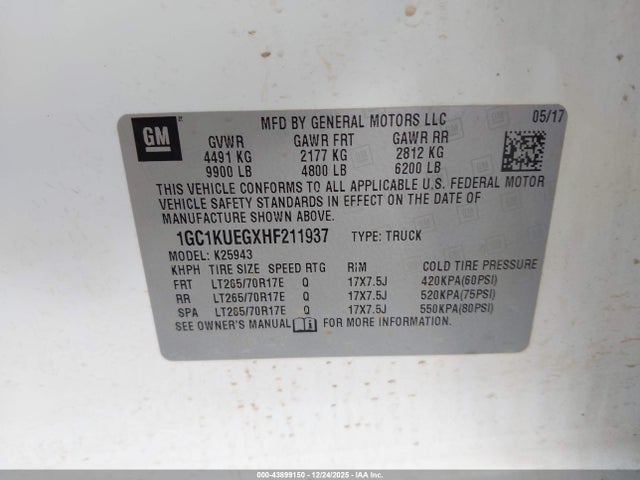 GM
MFD BY GENERAL MOTORS LLC 05/17
GVWR GAWR FRT GAWR RR
4491 KG 2177 KG 2812 KG
9900 LB 4800 LB 6200 LB
THIS VEHICLE CONFORMS TO ALL APPLICABLE U.S. FEDERAL MOTOR
VEHICLE SAFETY STANDARDS IN EFFECT ON THE DATE OF
MANUFACTURE SHOWN ABOVE.
1GC1KUEGXHF211937 TYPE: TRUCK
MODEL: K25943
KHPH TIRE SIZE SPEED RTG RIM COLD TIRE PRESSURE
FRT LT265/70R17E Q 17X7.5J 420KPA(60PSI)
RR LT265/70R17E Q 17X7.5J 520KPA(75PSI)
SPA LT265/70R17E Q 17X7.5J 550KPA(80PSI)
SEE OWNER'S MANUAL FOR MORE INFORMATION.
000-43899150 - 12/24/2025 - COPART